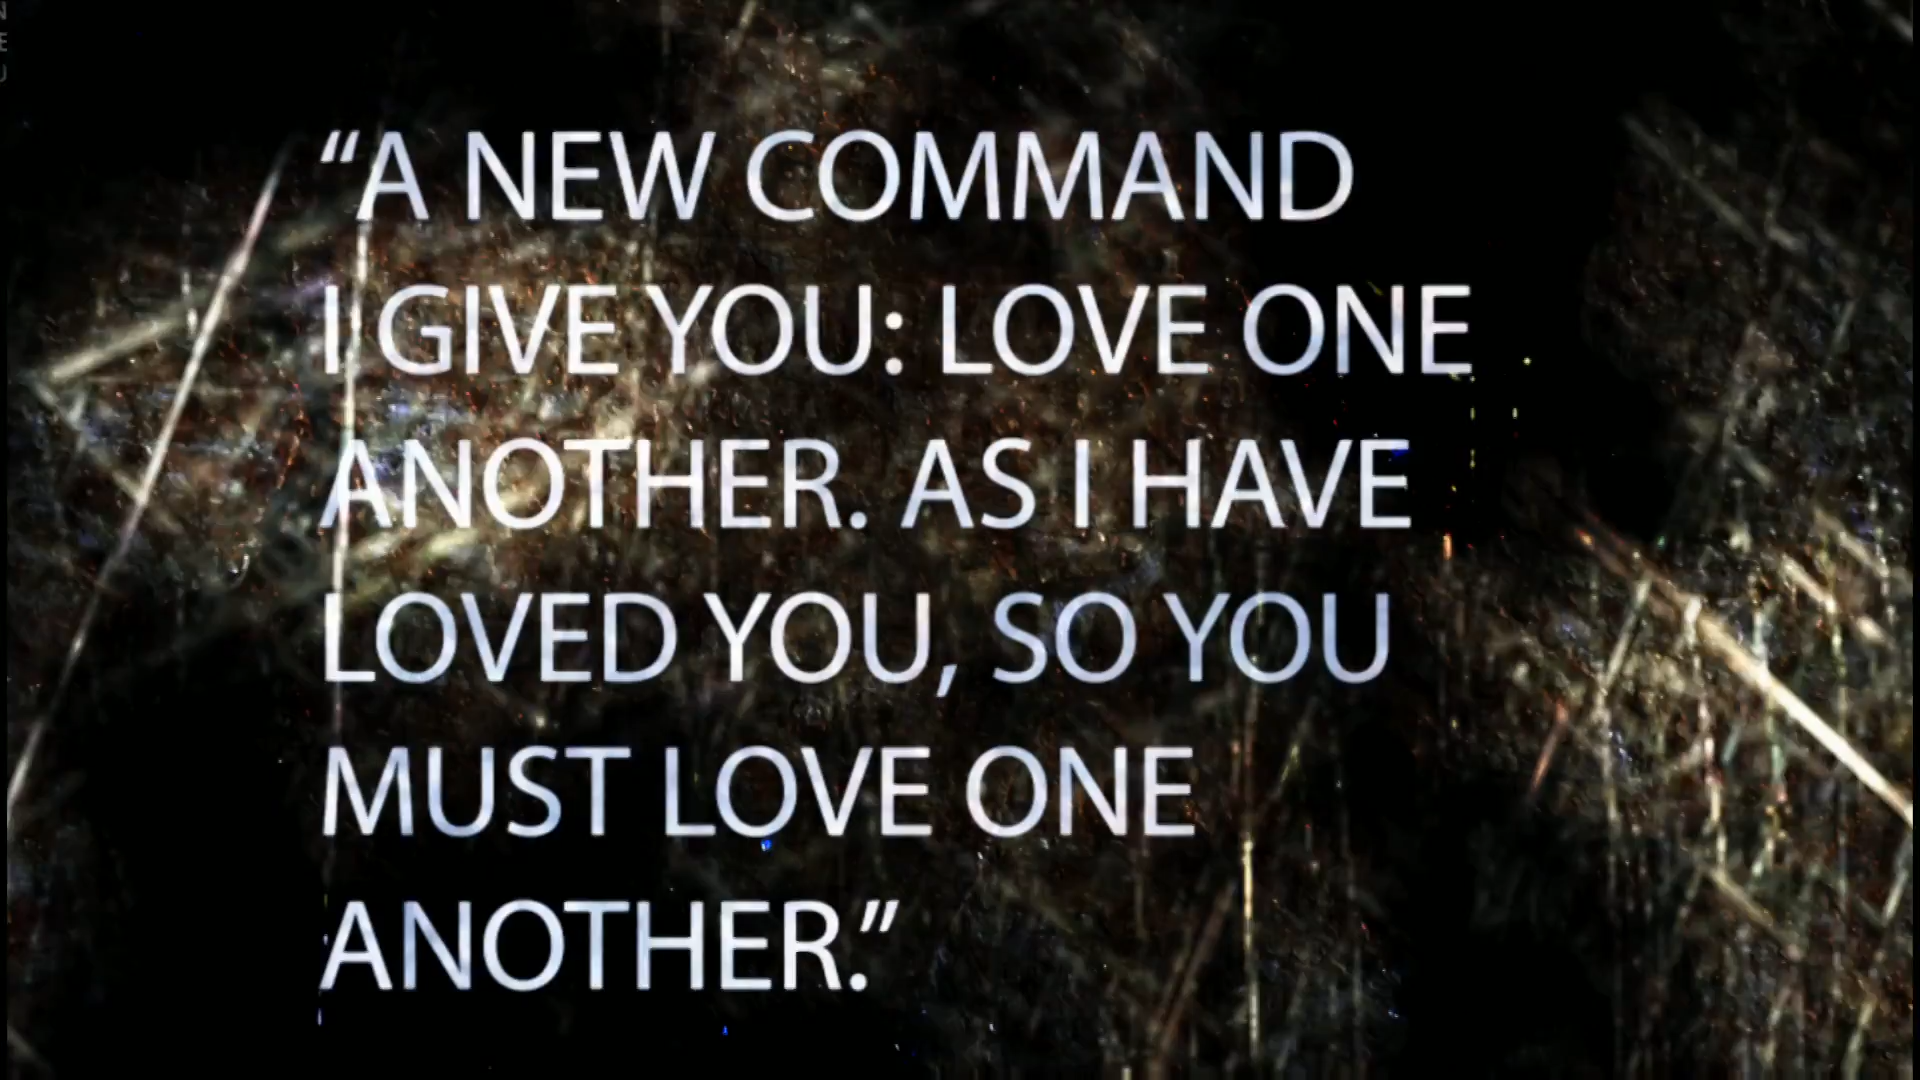 “A NEW COMMAND
I GIVE YOU: LOVE ONE
ANOTHER. AS I HAVE
LOVED YOU, SO YOU
MUST LOVE ONE
ANOTHER.”